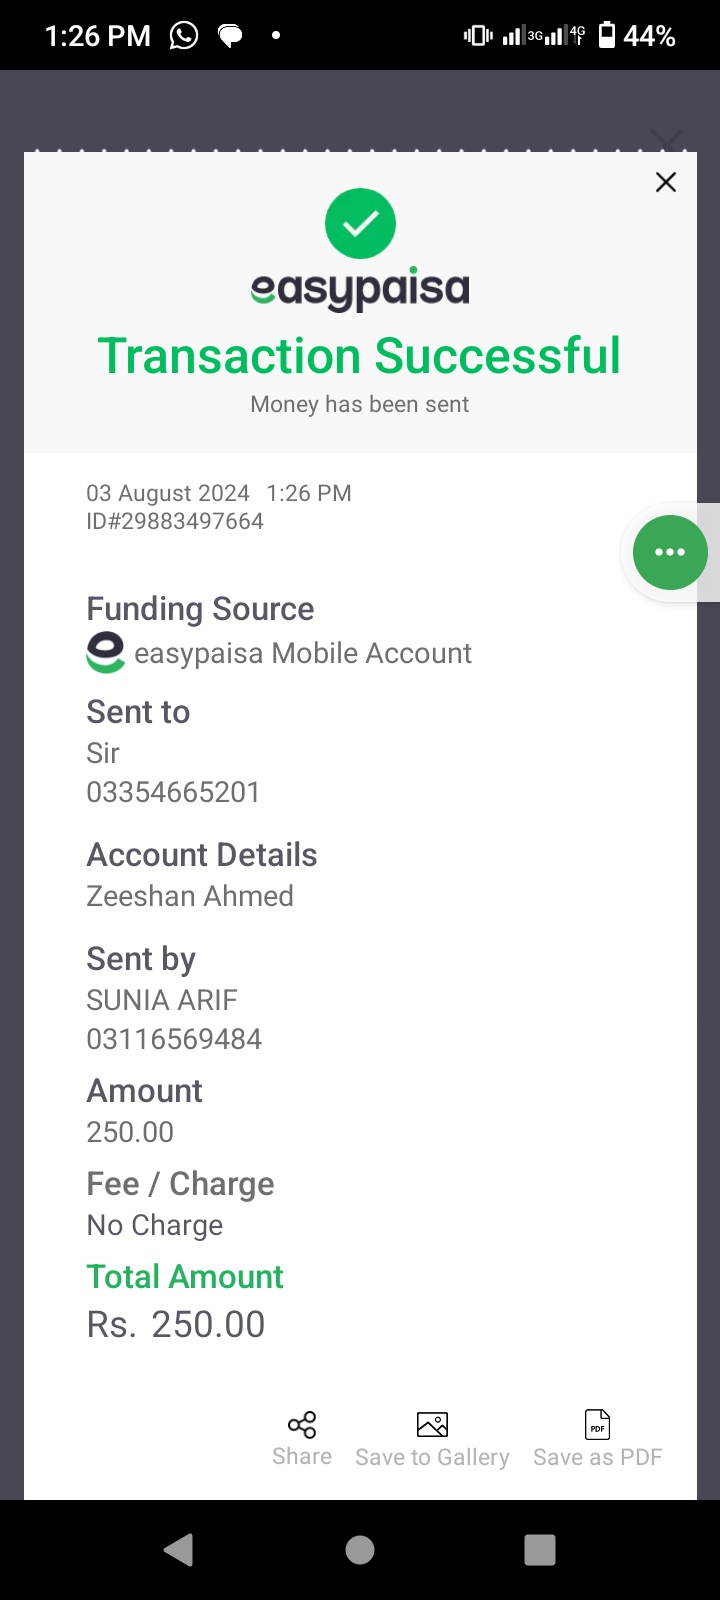 1:26 PM
3G 4G 44%
easypaisa
Transaction Successful
Money has been sent
03 August 2024 1:26 PM
ID#29883497664
Funding Source
easypaisa Mobile Account
Sent to
Sir
03354665201
Account Details
Zeeshan Ahmed
Sent by
SUNIA ARIF
03116569484
Amount
250.00
Fee / Charge
No Charge
Total Amount
Rs. 250.00
PDF
Share Save to Gallery Save as PDF